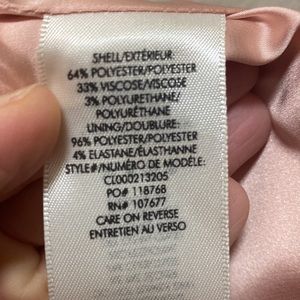 SHELL/EXTÉRIEUR
64% POLYESTER/POLYESTER
33% VISCOSE/VISCOSE
3% POLYURETHANE/
POLYURÉTHANE
LINING/DOUBLURE:
96% POLYESTER/POLYESTER
4% ELASTANE/ÉLASTHANNE
STYLE#/NUMÉRO DE MODÈLE:
CL000213205
PO# 118768
RN# 107677
CARE ON REVERSE
ENTRETIEN AU VERSO